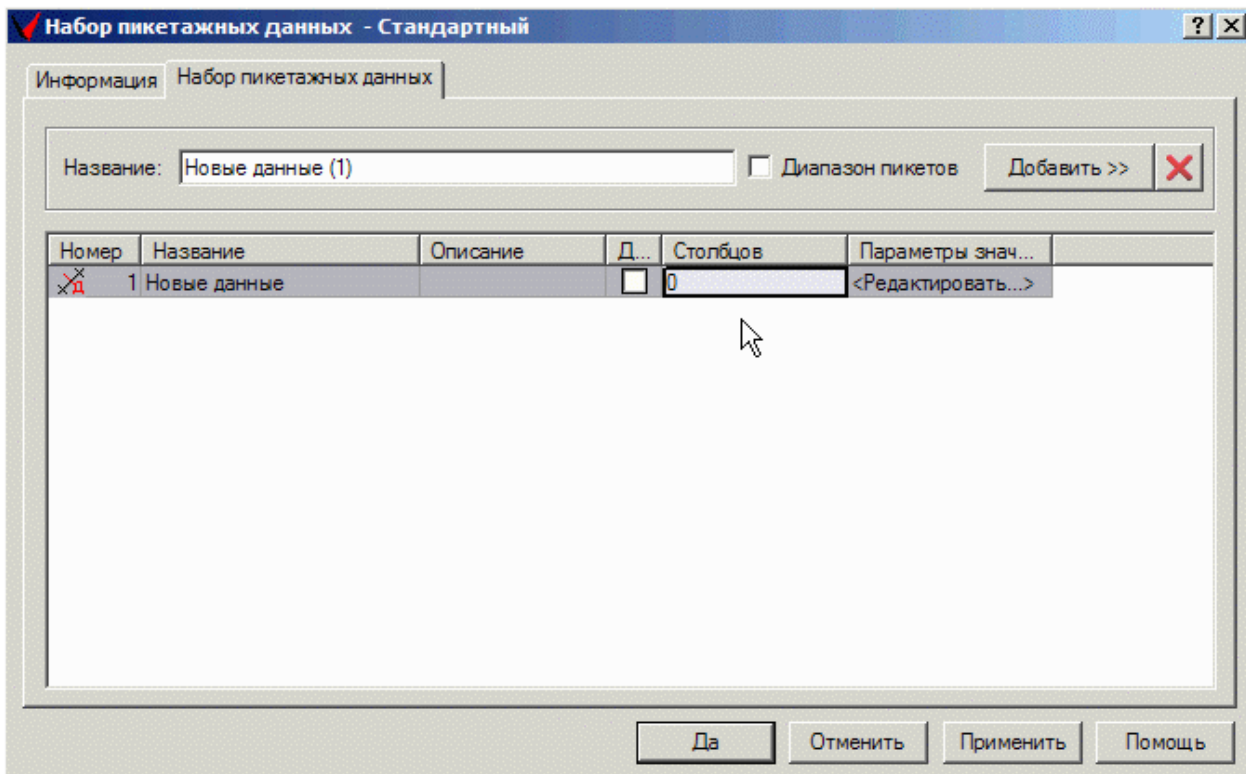 Набор пикетажных данных - Стандартный
Информация Набор пикетажных данных
Название: Новые данные (1) Диапазон пикетов Добавить >>
Номер Название Описание Д... Столбцов Параметры знач...
1 Новые данные 0 <Редактировать...>
Да Отменить Применить Помощь